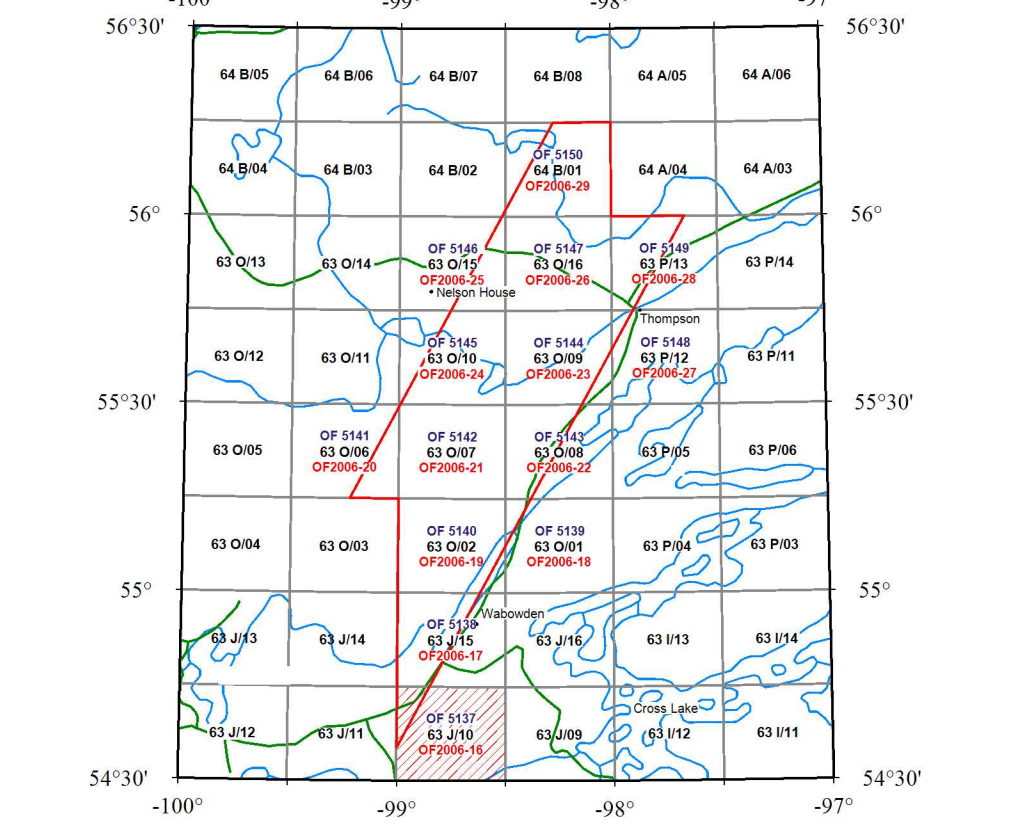 -100 -99° -98° -97
56°30' 56°30'
64 B/05 64 B/06 64 B/07 64 B/08 64 A/05 64 A/06
OF 5150
64 B/04 64 B/03 64 B/02 64 B/01 64 A/04 64 A/03
OF2006-29
56° 56°
OF 5146 OF 5147 OF 5149
63 O/13 63 O/14 63 O/15 63 O/16 63 P/13 63 P/14
OF2006-25 OF2006-26 OF2006-28
Nelson House
Thompson
OF 5145 OF 5144 OF 5148
63 O/12 63 O/11 63 O/10 63 O/09 63 P/12 63 P/11
OF2006-24 OF2006-23 OF2006-27
55°30' 55°30'
OF 5141 OF 5142 OF 5143
63 O/05 63 O/06 63 O/07 63 O/08 63 P/05 63 P/06
OF2006-20 OF2006-21 OF2006-22
OF 5140 OF 5139
63 O/04 63 O/03 63 O/02 63 O/01 63 P/04 63 P/03
OF2006-19 OF2006-18
55° 55°
Wabowden
OF 5138
63 J/13 63 J/14 63 J/15 63 J/16 63 I/13 63 I/14
OF2006-17
Cross Lake
OF 5137
63 J/12 63 J/11 63 J/10 63 J/09 63 I/12 63 I/11
OF2006-16
54°30' 54°30'
-100° -99° -98° -97°